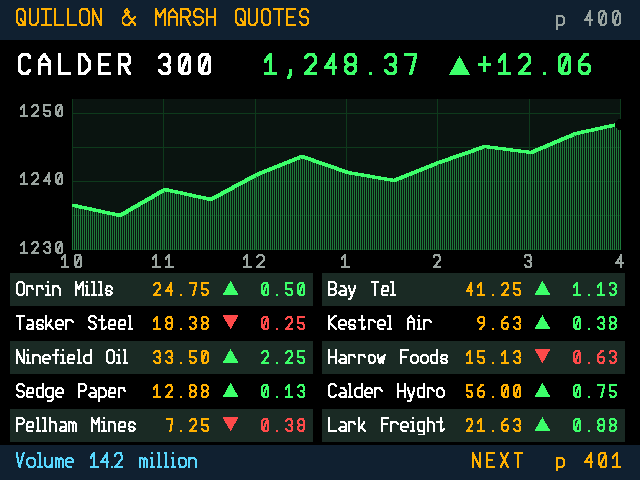 QUILLON & MARSH QUOTES p 400
CALDER 300 1,248.37 ▲+12.06
1250
1240
1230
10 11 12 1 2 3 4
Orrin Mills 24.75 ▲ 0.50 Bay Tel 41.25 ▲ 1.13
Tasker Steel 18.38 ▼ 0.25 Kestrel Air 9.63 ▲ 0.38
Ninefield Oil 33.50 ▲ 2.25 Harrow Foods 15.13 ▼ 0.63
Sedge Paper 12.88 ▲ 0.13 Calder Hydro 56.00 ▲ 0.75
Pellham Mines 7.25 ▼ 0.38 Lark Freight 21.63 ▲ 0.88
Volume 14.2 million NEXT p 401